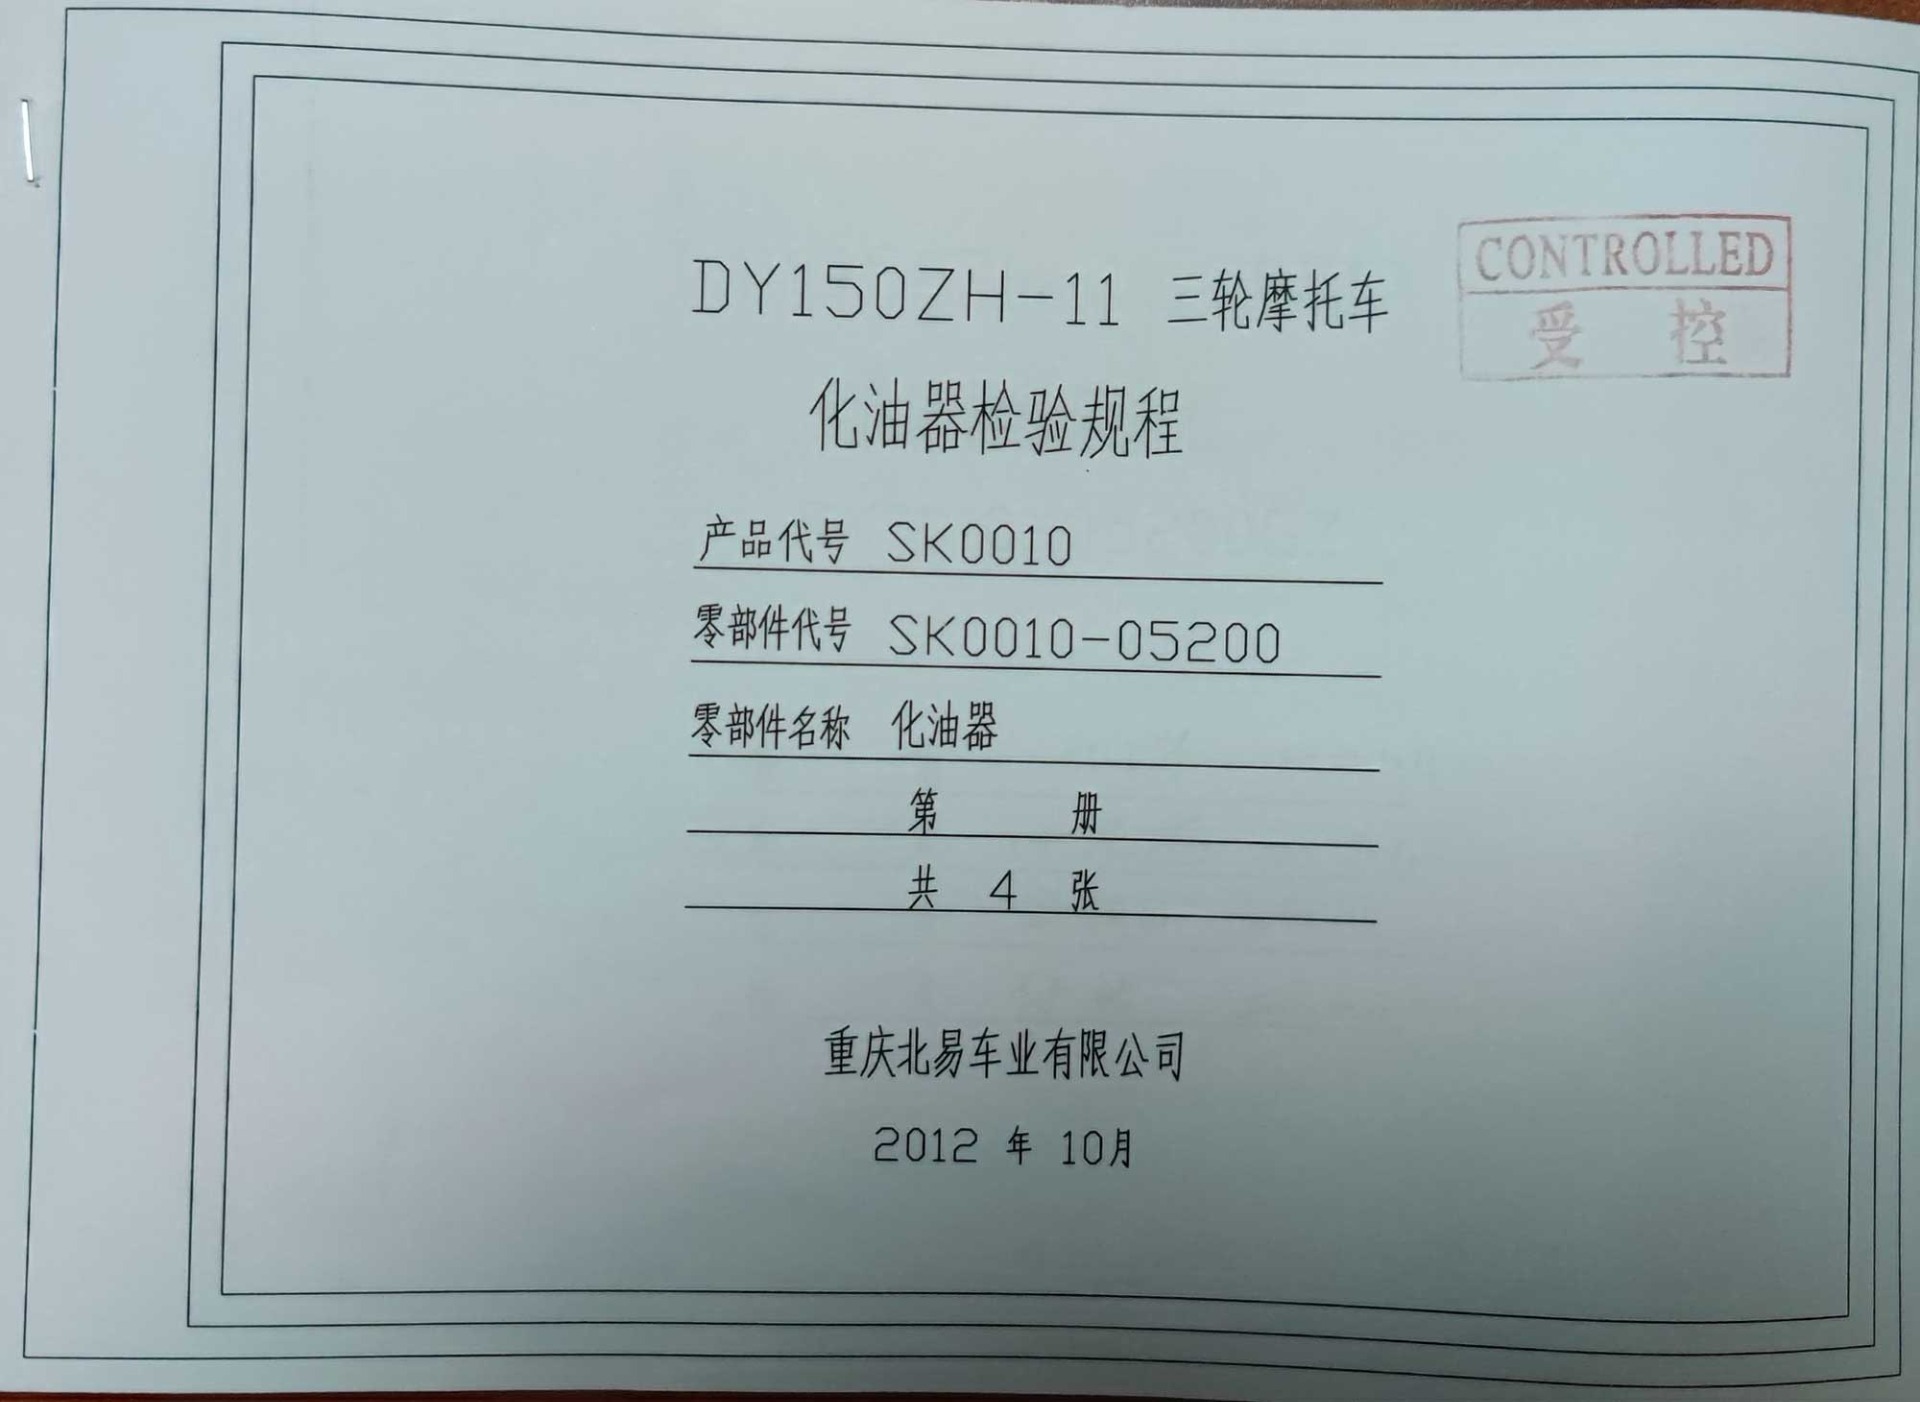 DY150ZH-11 三轮摩托车
CONTROLLED
受 控
化油器检验规程
产品代号 SK0010
零部件代号 SK0010-05200
零部件名称 化油器
第 册
共 4 张
重庆北易车业有限公司
2012 年 10月